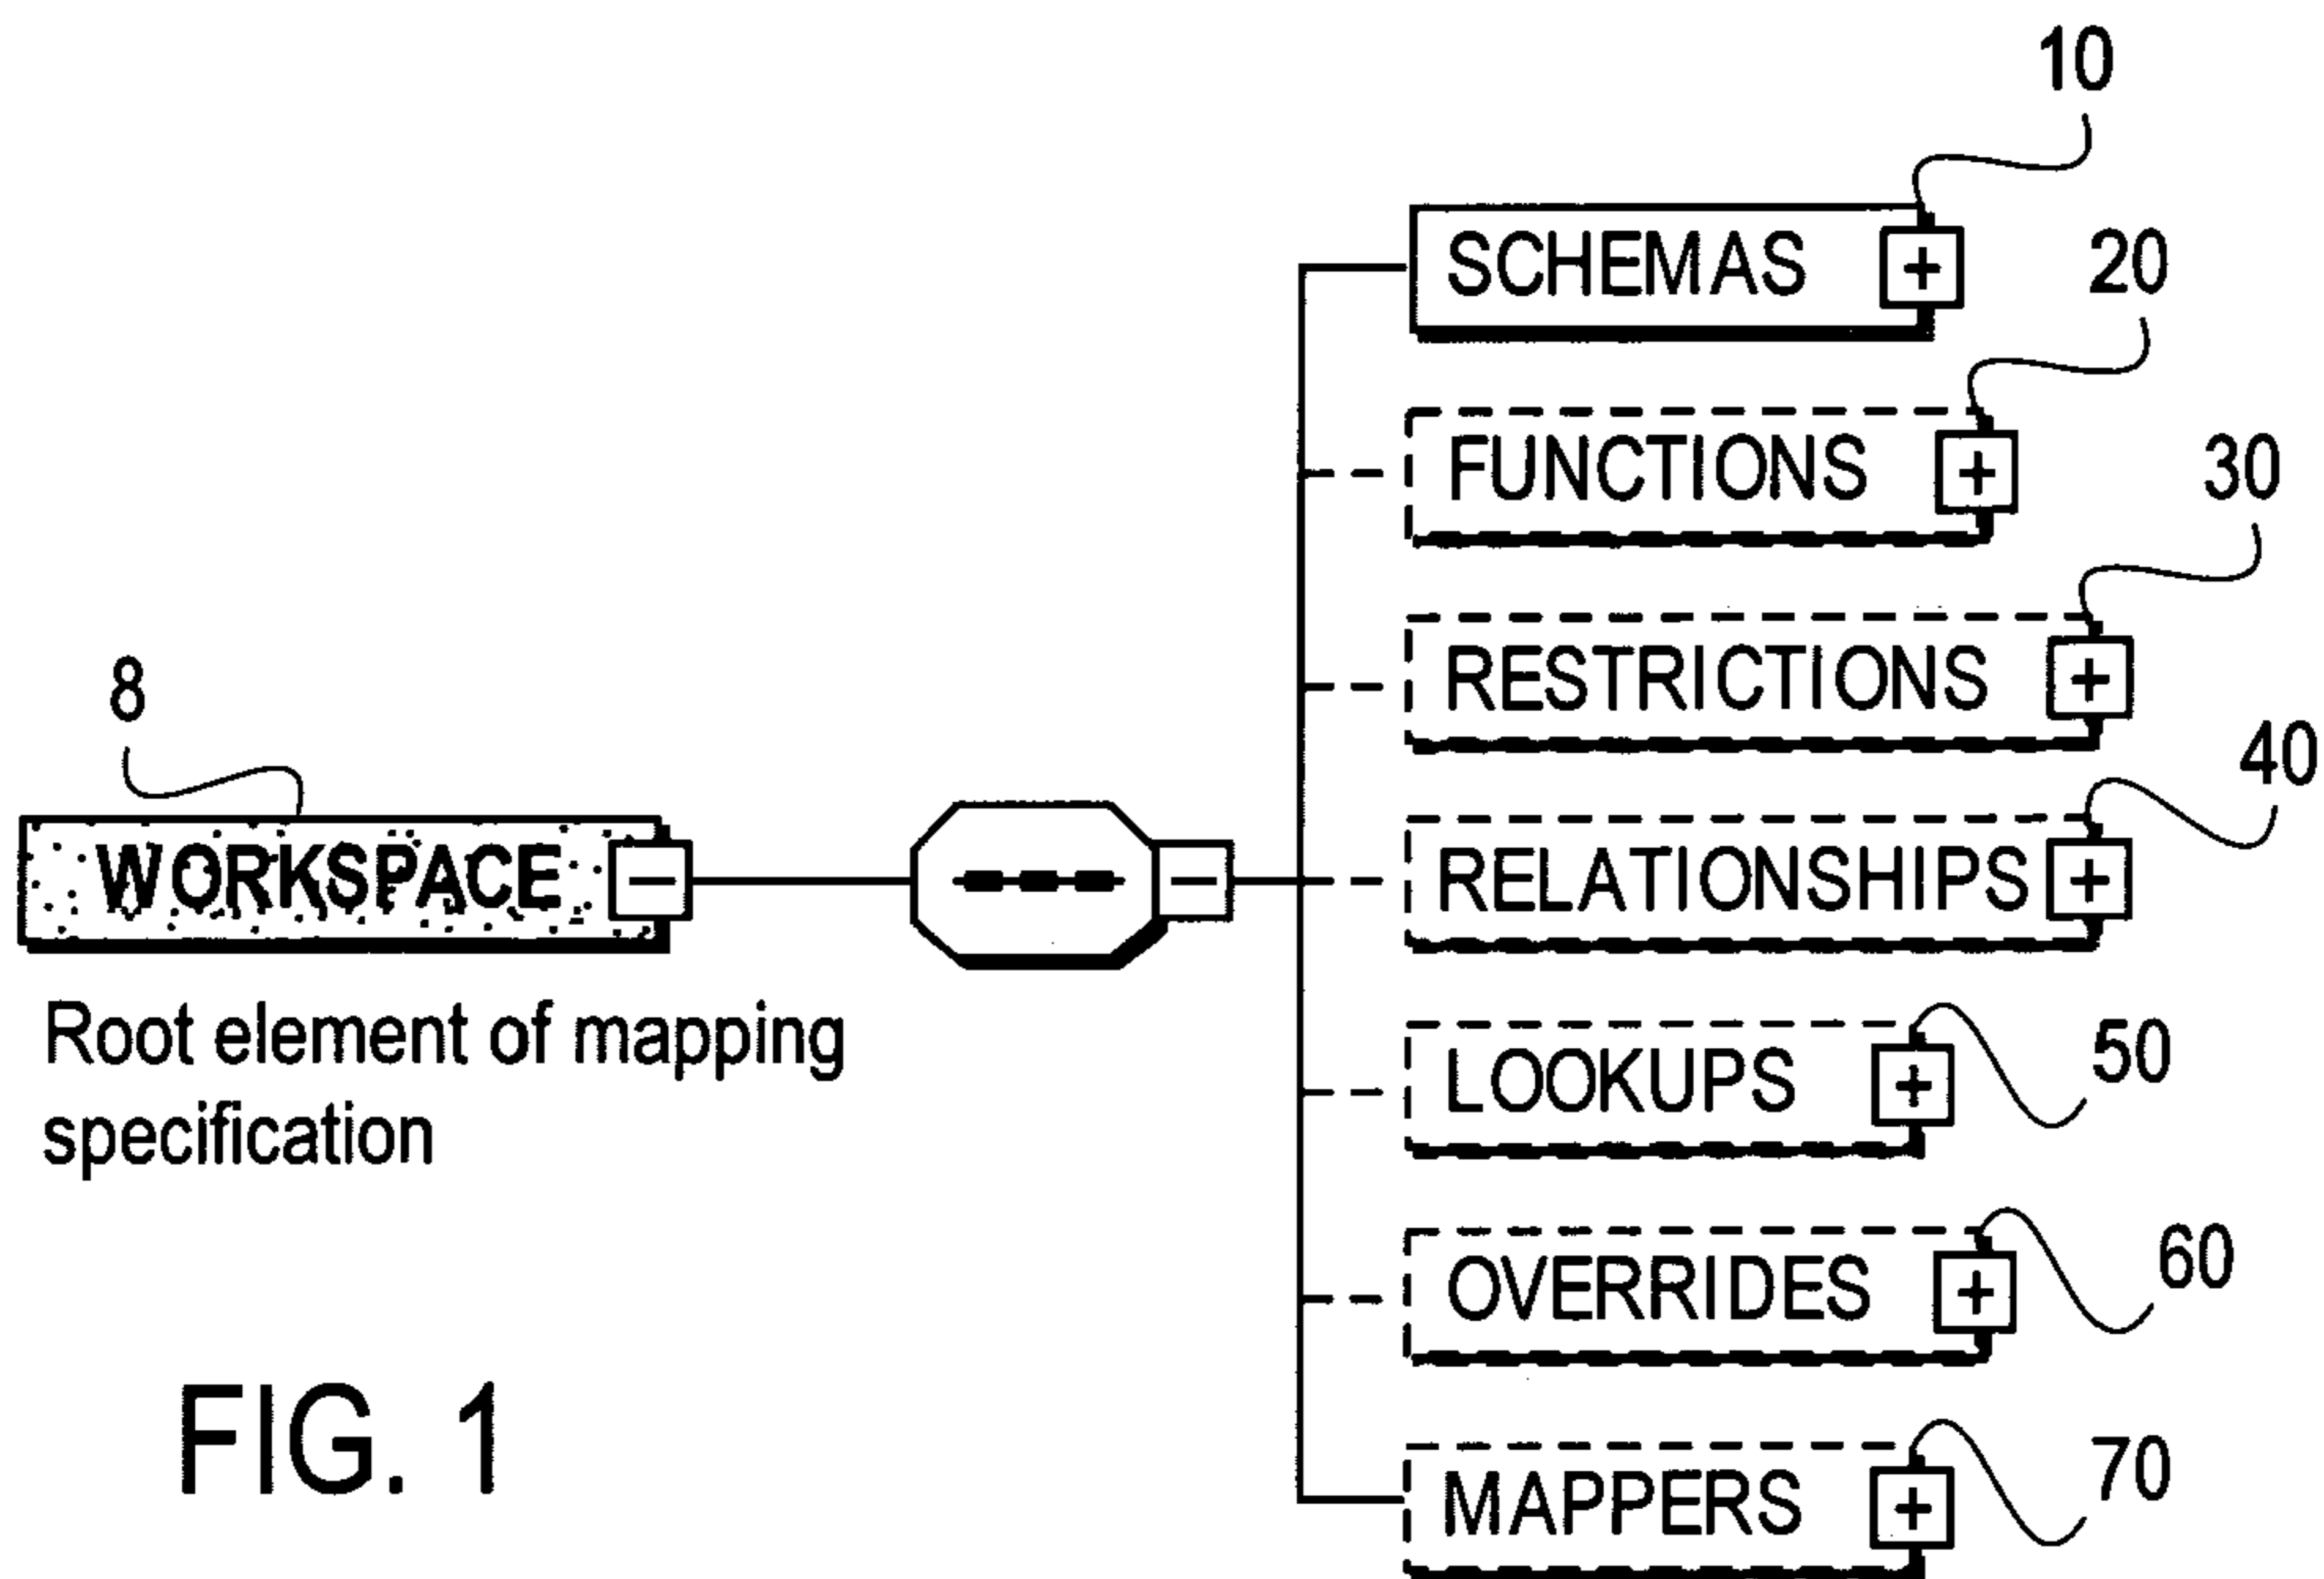 10
SCHEMAS +
20
FUNCTIONS +
30
RESTRICTIONS +
8
40
WORKSPACE −
−
RELATIONSHIPS +
Root element of mapping
specification
LOOKUPS +
50
OVERRIDES +
60
FIG. 1
MAPPERS +
70